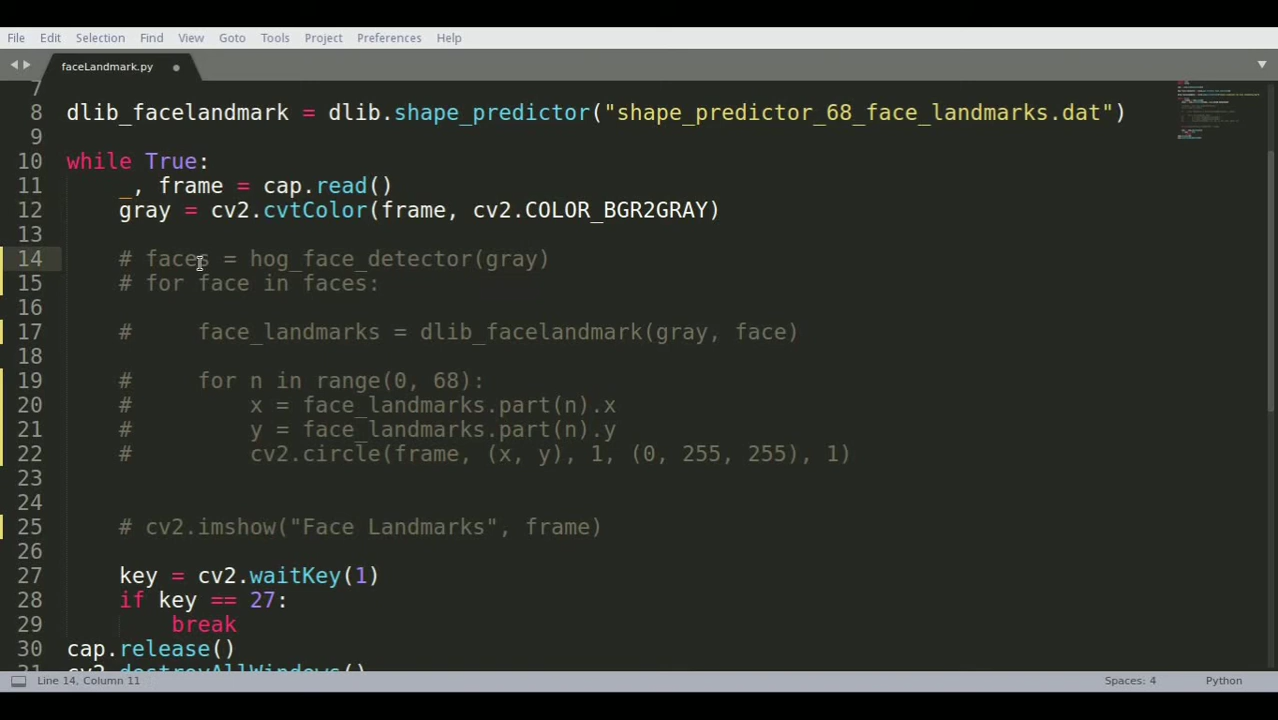 File Edit Selection Find View Goto Tools Project Preferences Help
faceLandmark.py
7
8 dlib_facelandmark = dlib.shape_predictor("shape_predictor_68_face_landmarks.dat")
9
10 while True:
11     _, frame = cap.read()
12     gray = cv2.cvtColor(frame, cv2.COLOR_BGR2GRAY)
13
14     # faces = hog_face_detector(gray)
15     # for face in faces:
16
17     #     face_landmarks = dlib_facelandmark(gray, face)
18
19     #     for n in range(0, 68):
20     #         x = face_landmarks.part(n).x
21     #         y = face_landmarks.part(n).y
22     #         cv2.circle(frame, (x, y), 1, (0, 255, 255), 1)
23
24
25     # cv2.imshow("Face Landmarks", frame)
26
27     key = cv2.waitKey(1)
28     if key == 27:
29         break
30 cap.release()
31 cv2.destroyAllWindows()
Line 14, Column 11 Spaces: 4 Python